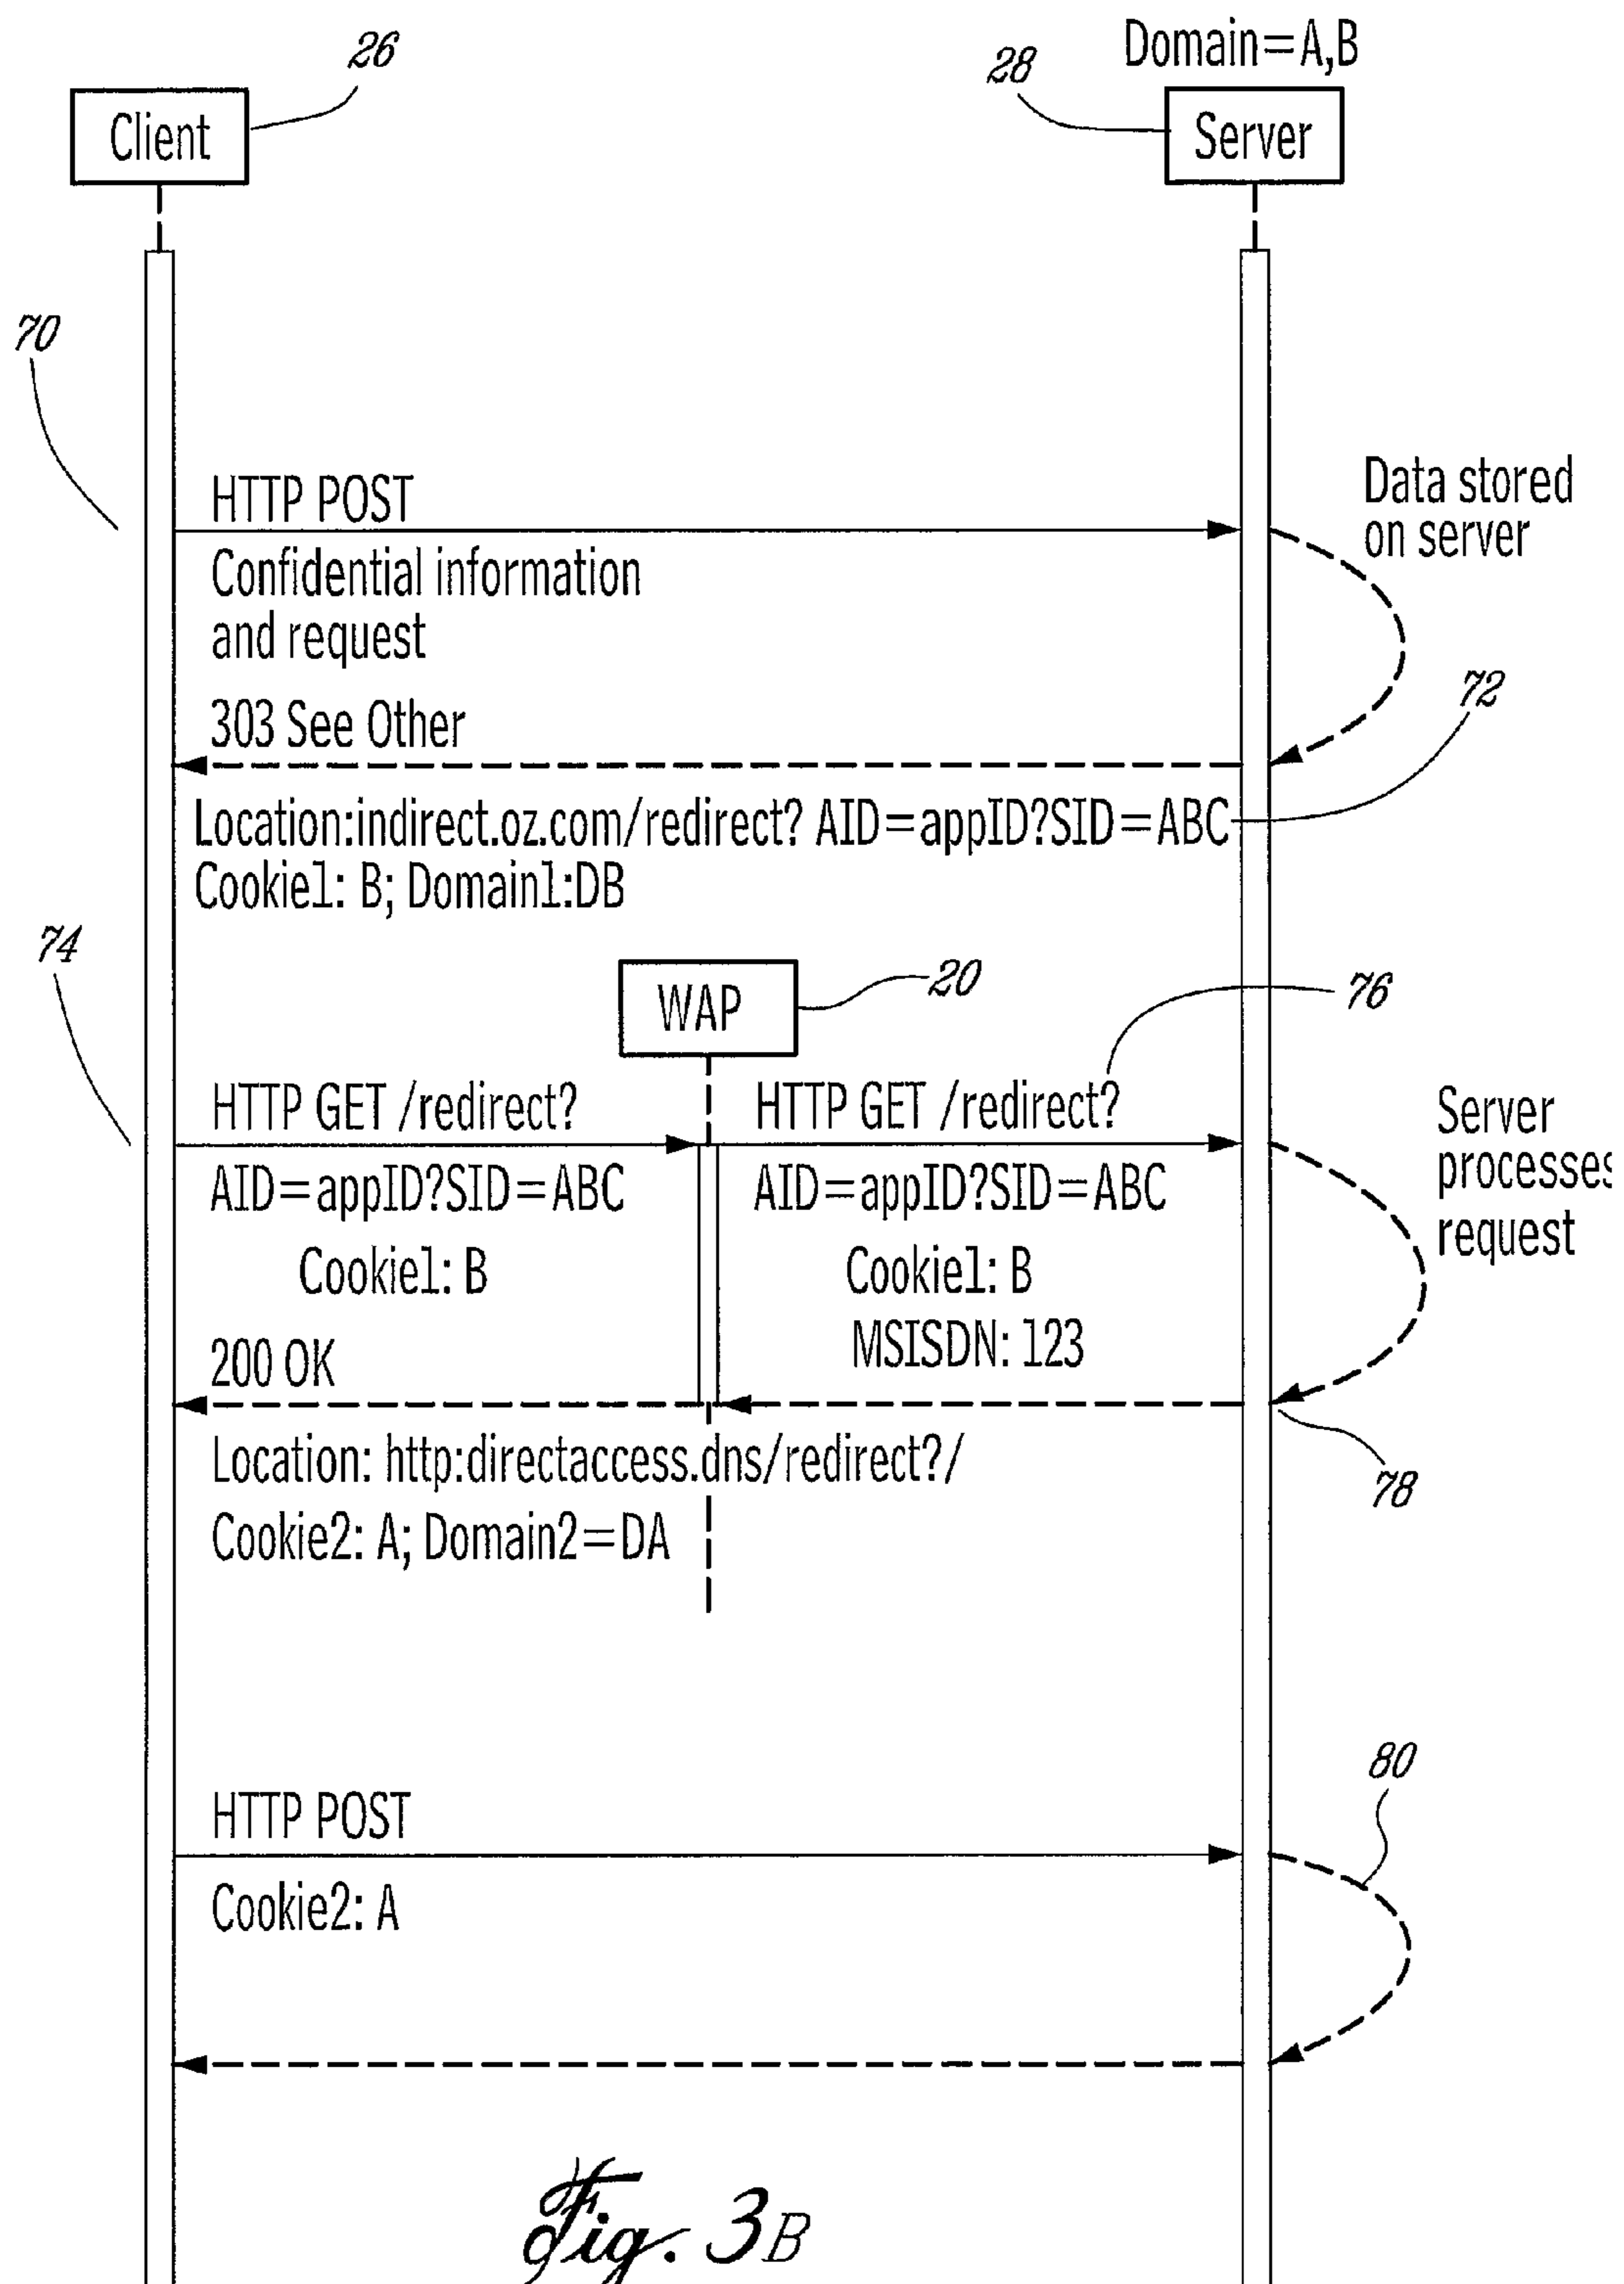 26
28
Domain=A,B
Client
Server
70
HTTP POST
Data stored
on server
Confidential information
and request
72
303 See Other
Location:indirect.oz.com/redirect? AID=appID?SID=ABC
Cookie1: B; Domain1:DB
74
WAP
20
76
HTTP GET /redirect?
HTTP GET /redirect?
Server
processes
request
AID=appID?SID=ABC
AID=appID?SID=ABC
Cookie1: B
Cookie1: B
MSISDN: 123
200 OK
78
Location: http:directaccess.dns/redirect?/
Cookie2: A; Domain2=DA
80
HTTP POST
Cookie2: A
Fig. 3B